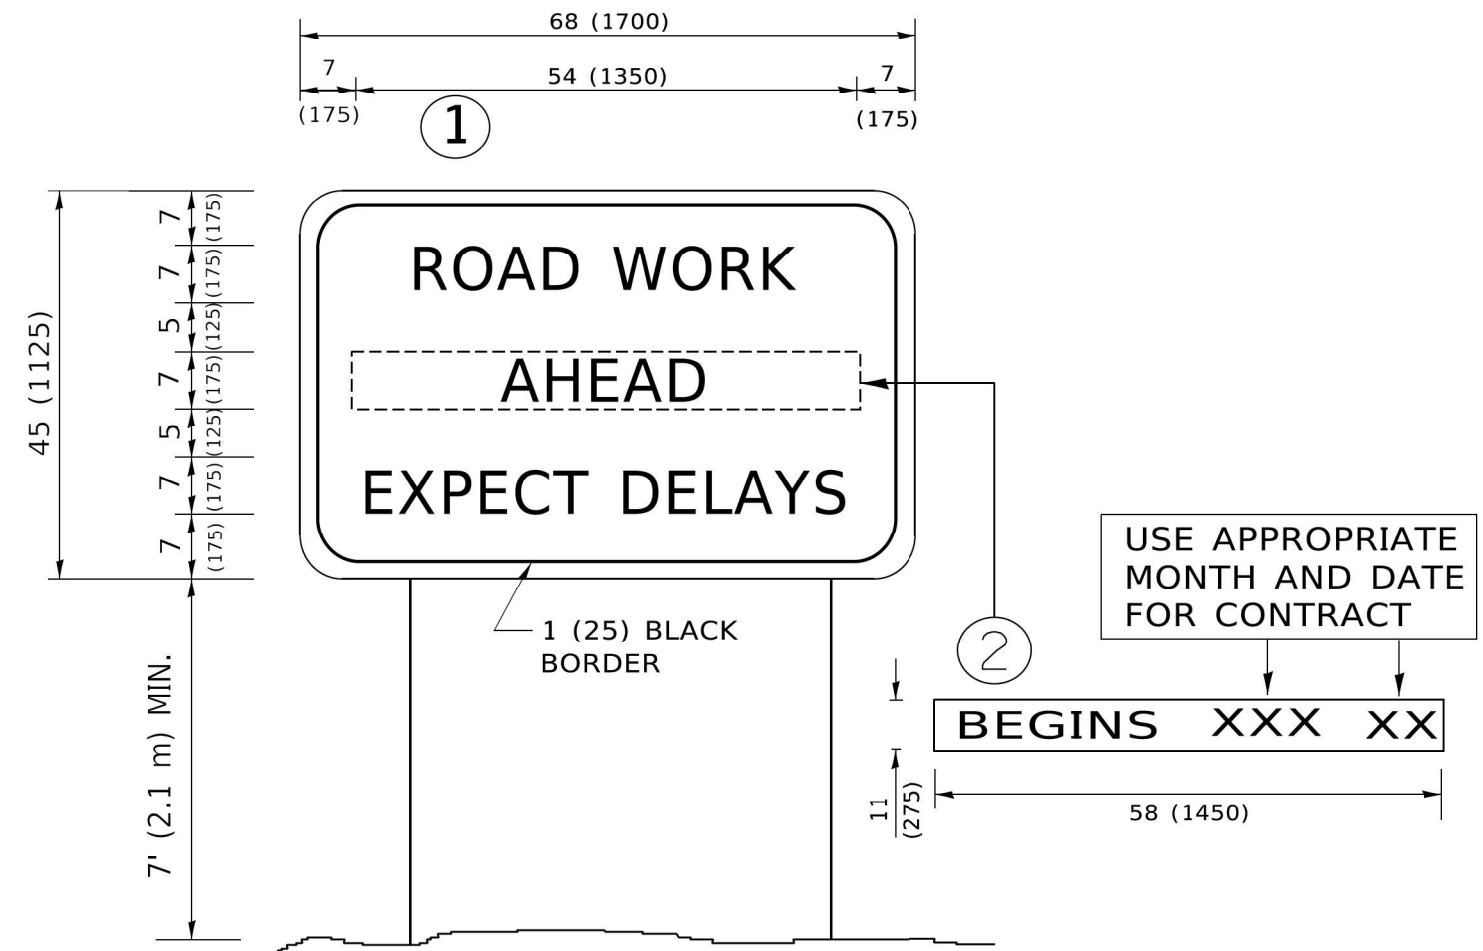 68 (1700)
7
54 (1350)
7
(175)
(175)
1
7
(175)
7
(175)
5
(125)
7
(175)
5
(125)
7
(175)
7
(175)
45 (1125)
ROAD WORK
AHEAD
EXPECT DELAYS
1 (25) BLACK
BORDER
7' (2.1 m) MIN.
2
USE APPROPRIATE
MONTH AND DATE
FOR CONTRACT
BEGINS XXX XX
11
(275)
58 (1450)